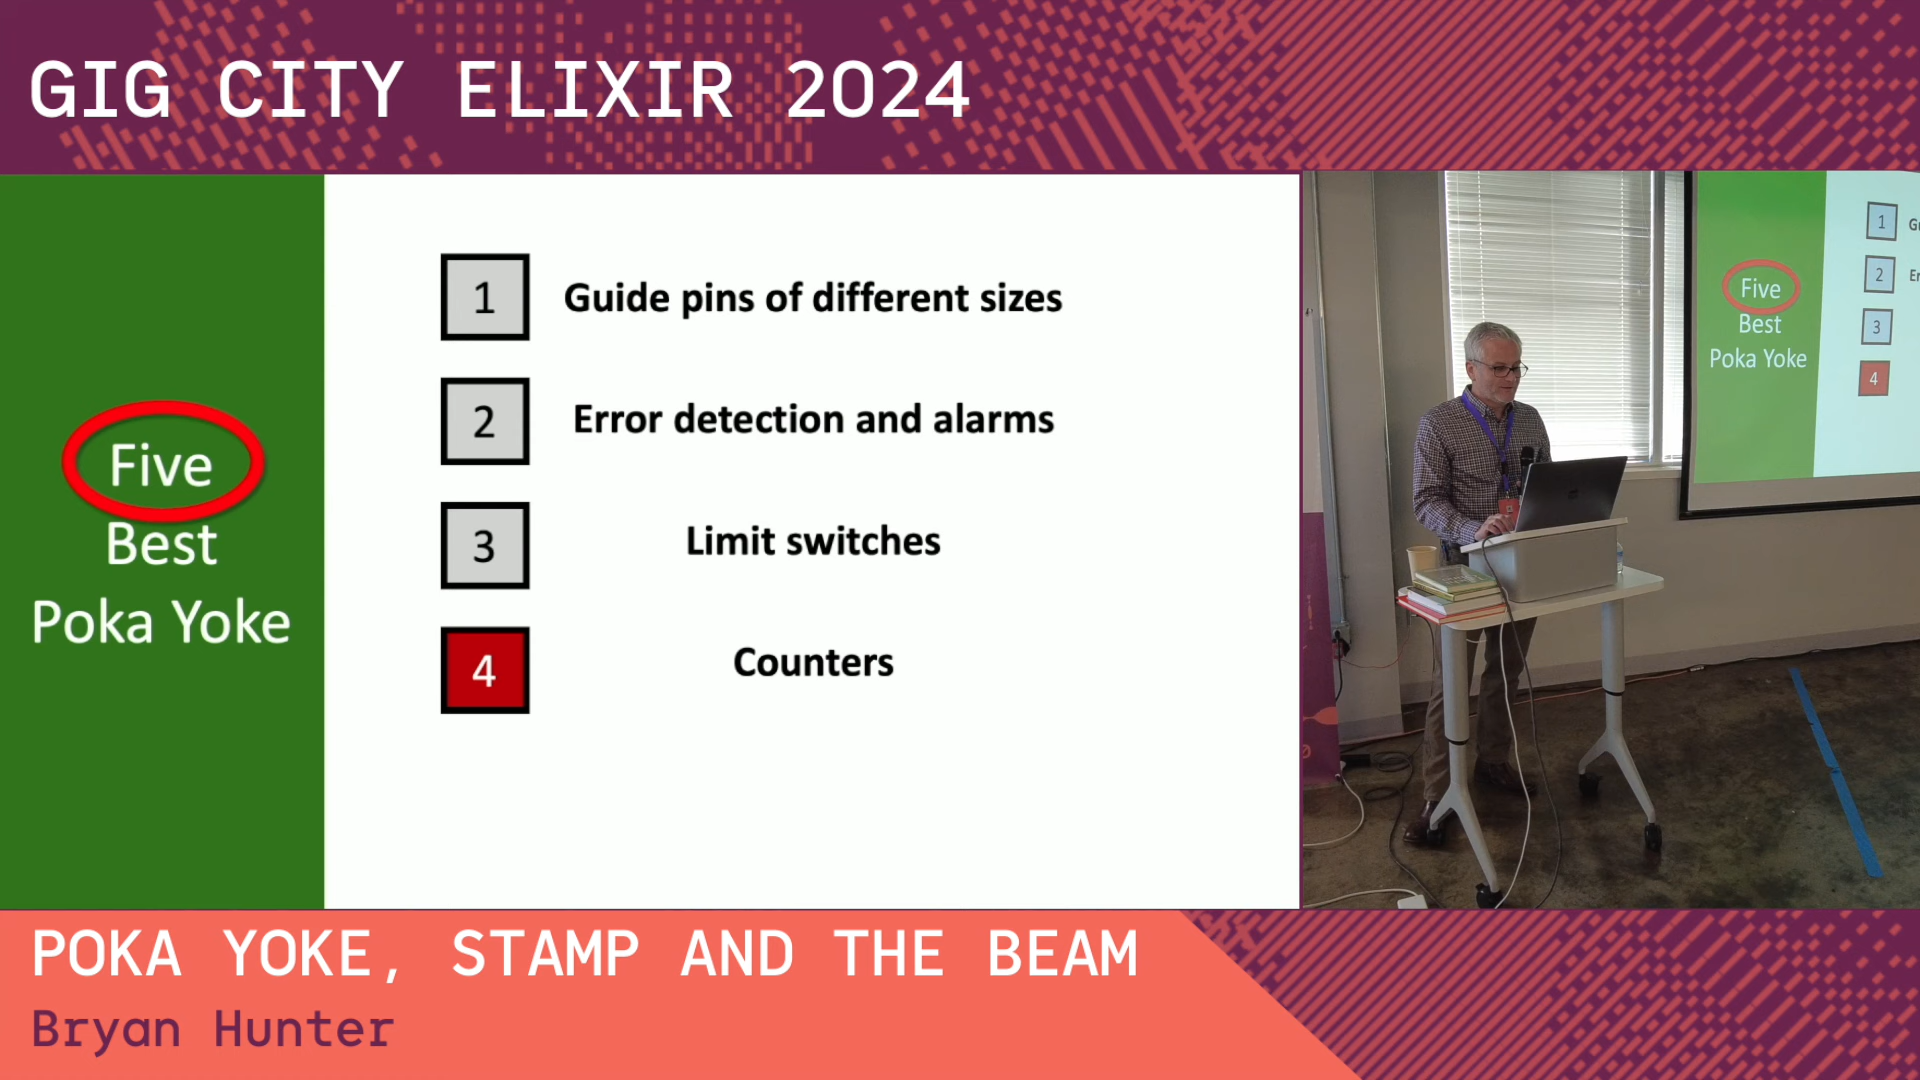 GIG CITY ELIXIR 2024
Five
Best
Poka Yoke
1 Guide pins of different sizes
2 Error detection and alarms
3 Limit switches
4 Counters
1
2
3
4
Five
Best
Poka Yoke
POKA YOKE, STAMP AND THE BEAM
Bryan Hunter